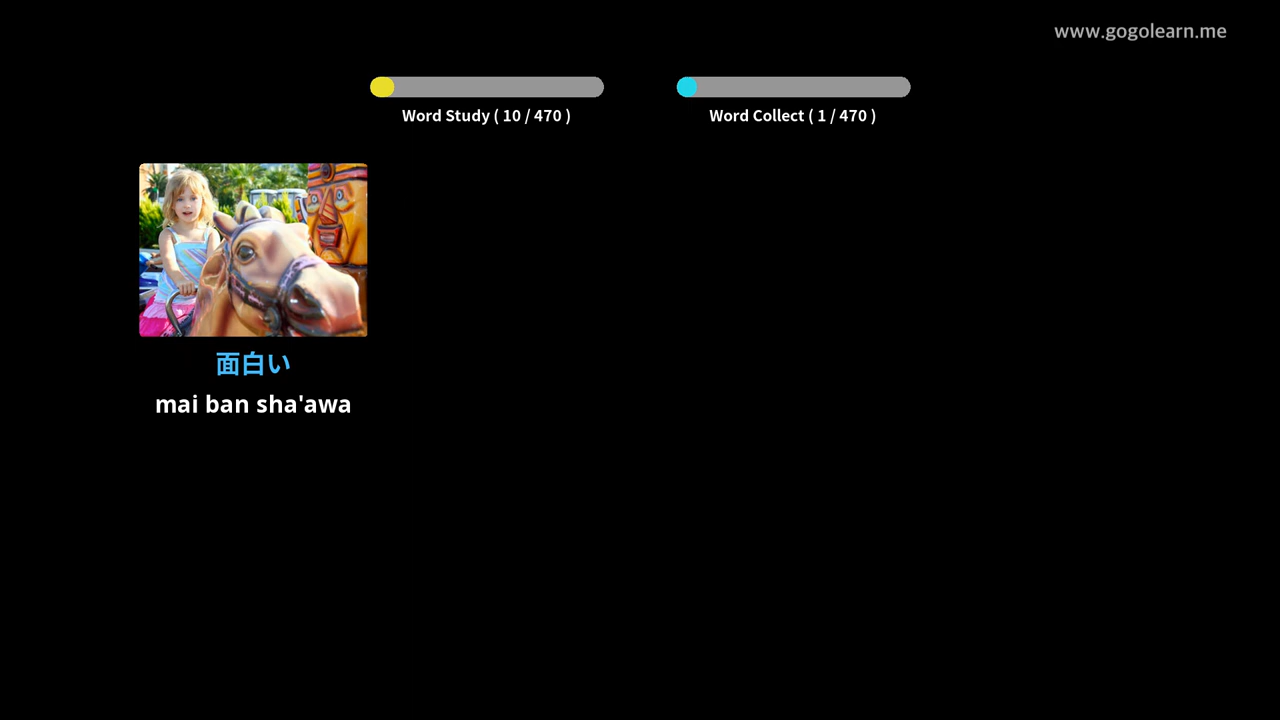 www.gogolearn.me
Word Study ( 10 / 470 )
Word Collect ( 1 / 470 )
面白い
mai ban sha'awa